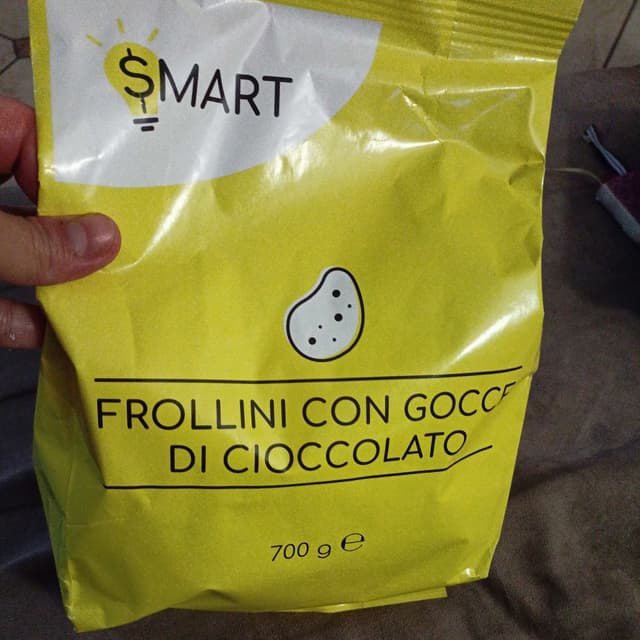 SMART
FROLLINI CON GOCCE
DI CIOCCOLATO
700 g ℮